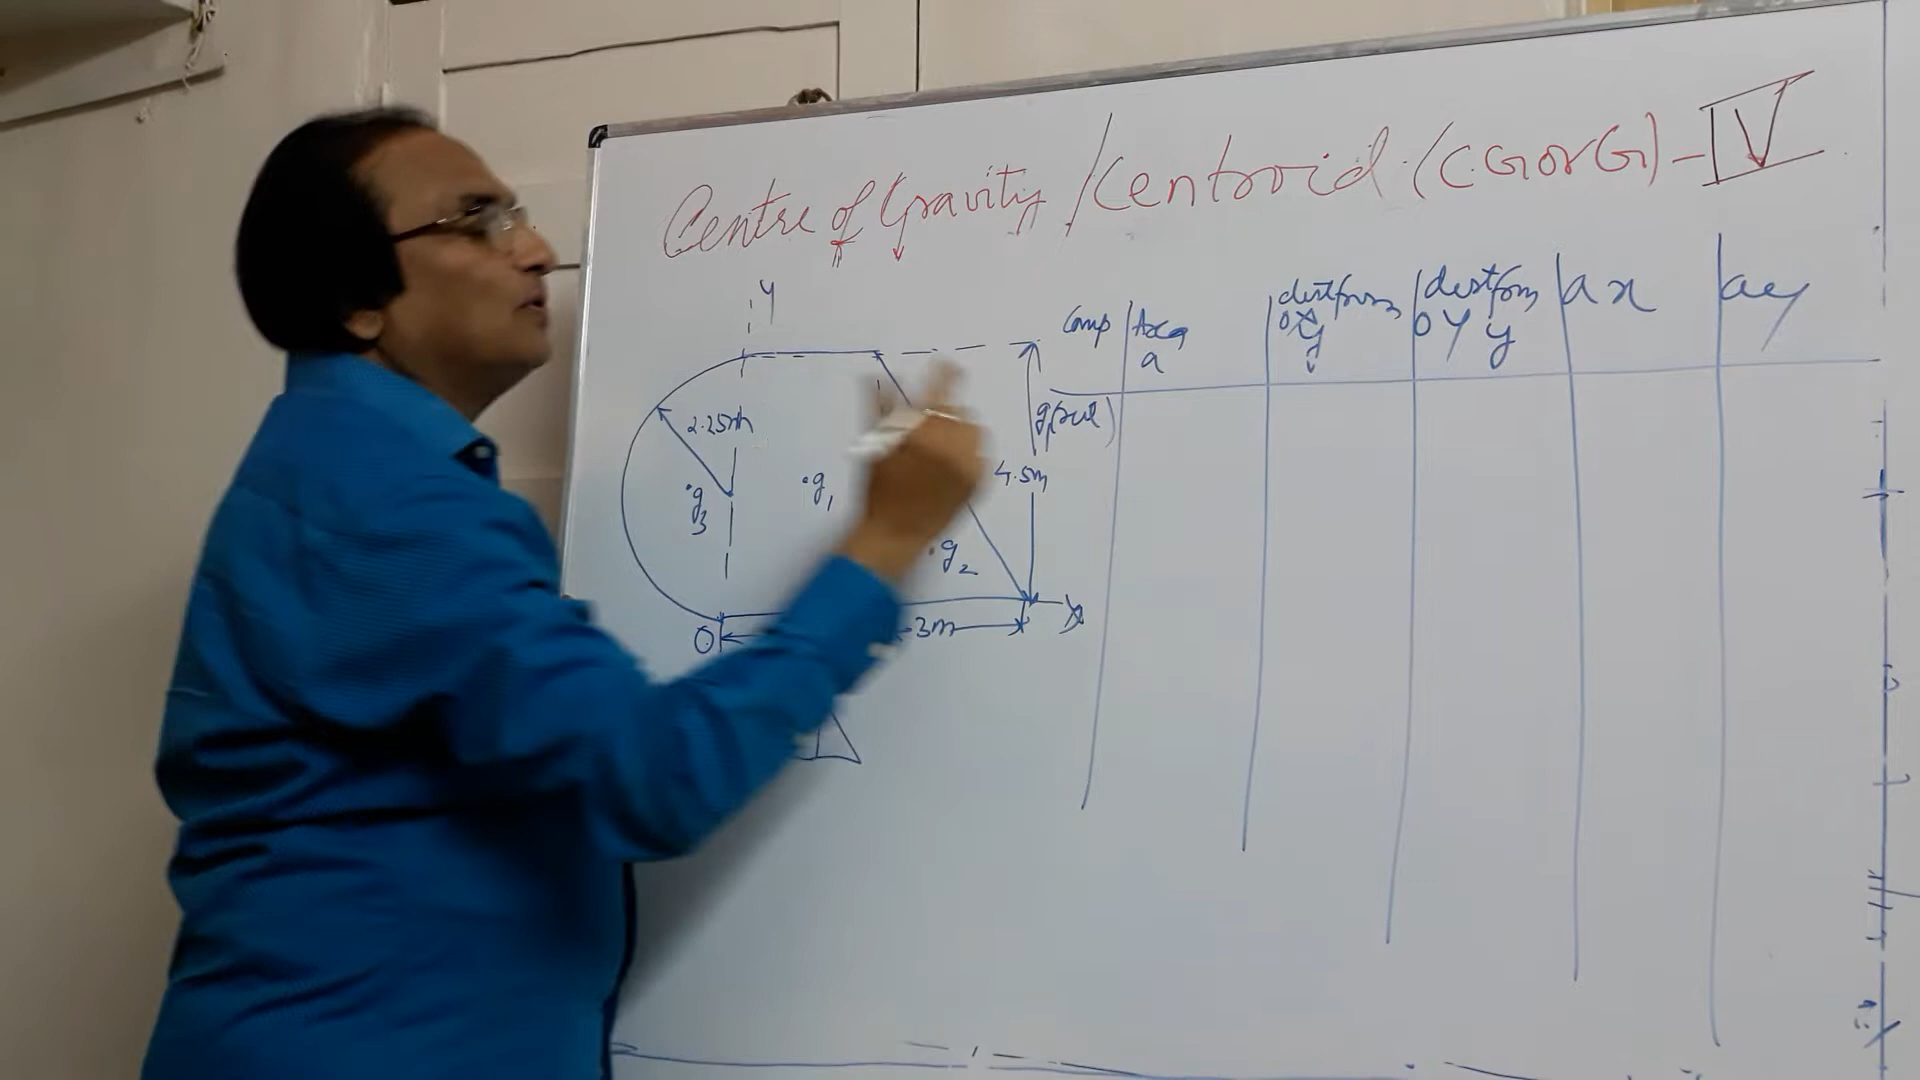 Centre of Gravity / Centroid. (C.G or G) - IV
Y
Comp
Area
a
dist from
OX
y
dist from
OY y
ax
ay
2.25m
g1 (rect)
4.5m
g3
g1
g2
O
3m
X